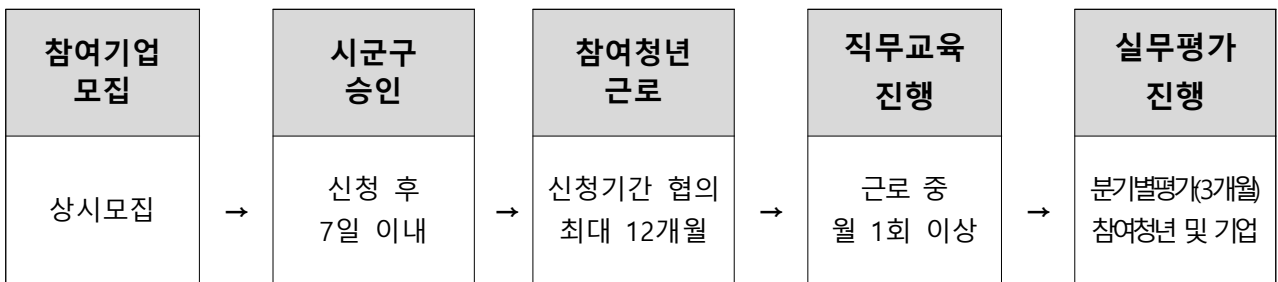 참여기업
모집
상시모집
→
시군구
승인
신청 후
7일 이내
→
참여청년
근로
신청기간 협의
최대 12개월
→
직무교육
진행
근로 중
월 1회 이상
→
실무평가
진행
분기별평가(3개월)
참여청년 및 기업